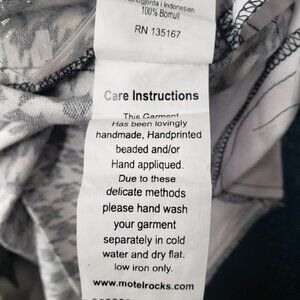 i Indonesien
100% Bomull
RN 135167
Care Instructions
This Garment
Has been lovingly
handmade, Handprinted
beaded and/or
Hand appliqued.
Due to these
delicate methods
please hand wash
your garment
separately in cold
water and dry flat.
low iron only.
www.motelrocks.com